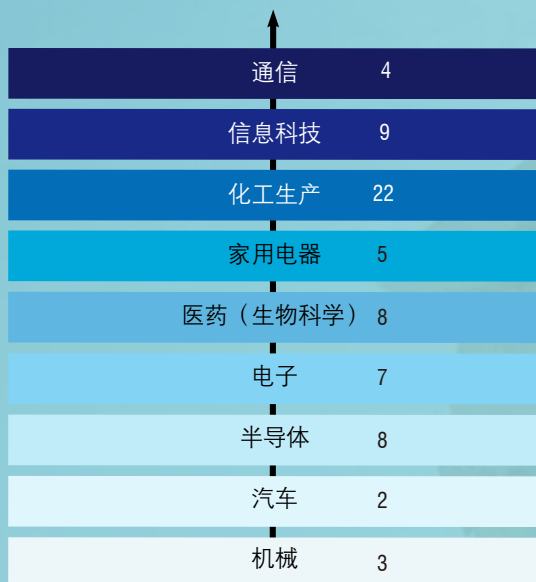 通信 4
信息科技 9
化工生产 22
家用电器 5
医药（生物科学） 8
电子 7
半导体 8
汽车 2
机械 3